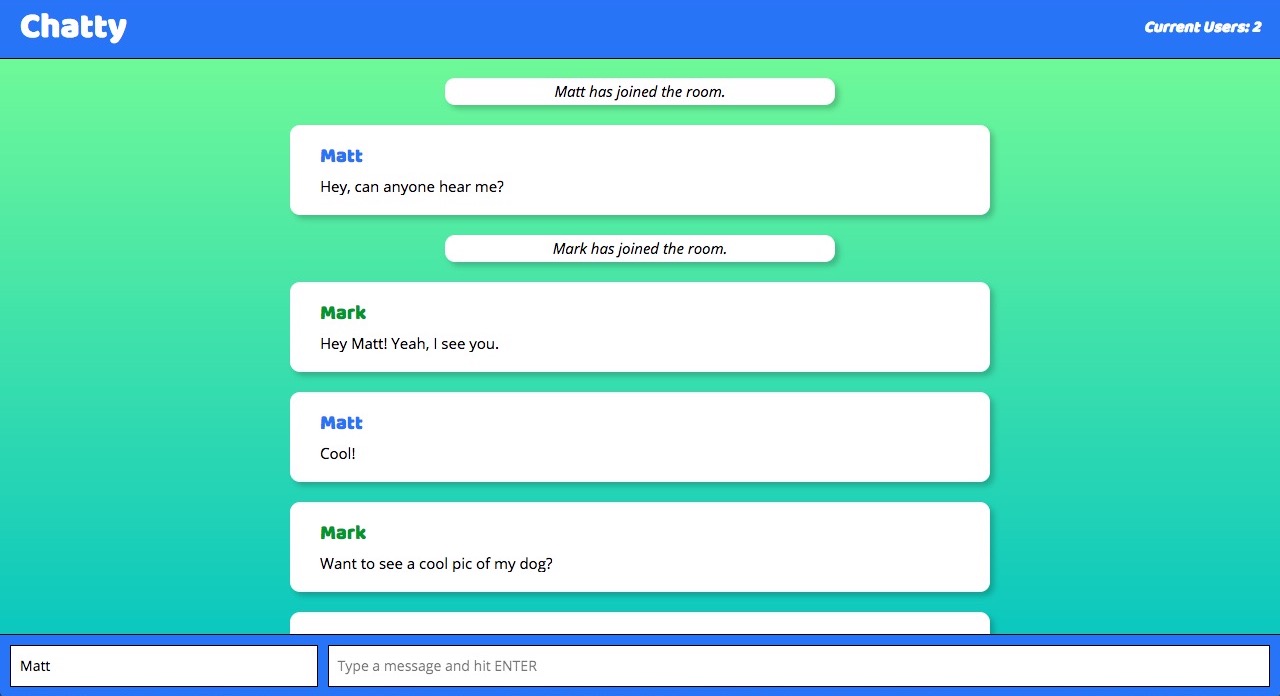 Chatty
Current Users: 2
Matt has joined the room.
Matt
Hey, can anyone hear me?
Mark has joined the room.
Mark
Hey Matt! Yeah, I see you.
Matt
Cool!
Mark
Want to see a cool pic of my dog?
Matt
Type a message and hit ENTER